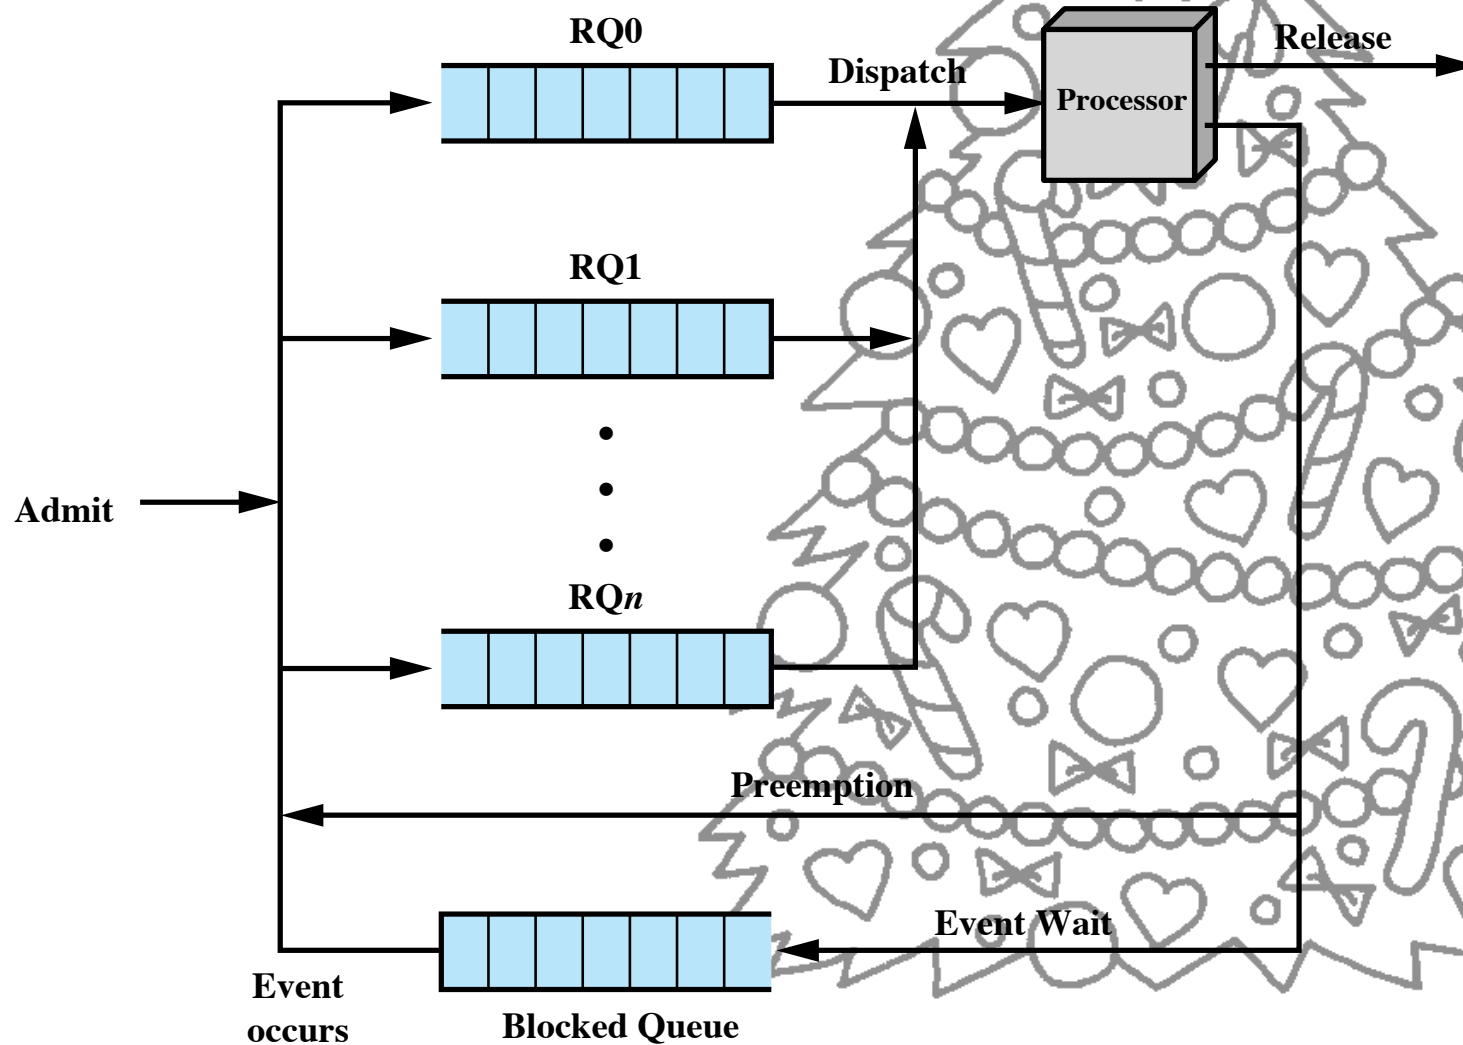 RQ0
Release
Dispatch
Processor
RQ1
Admit
RQn
Preemption
Event Wait
Event
occurs
Blocked Queue